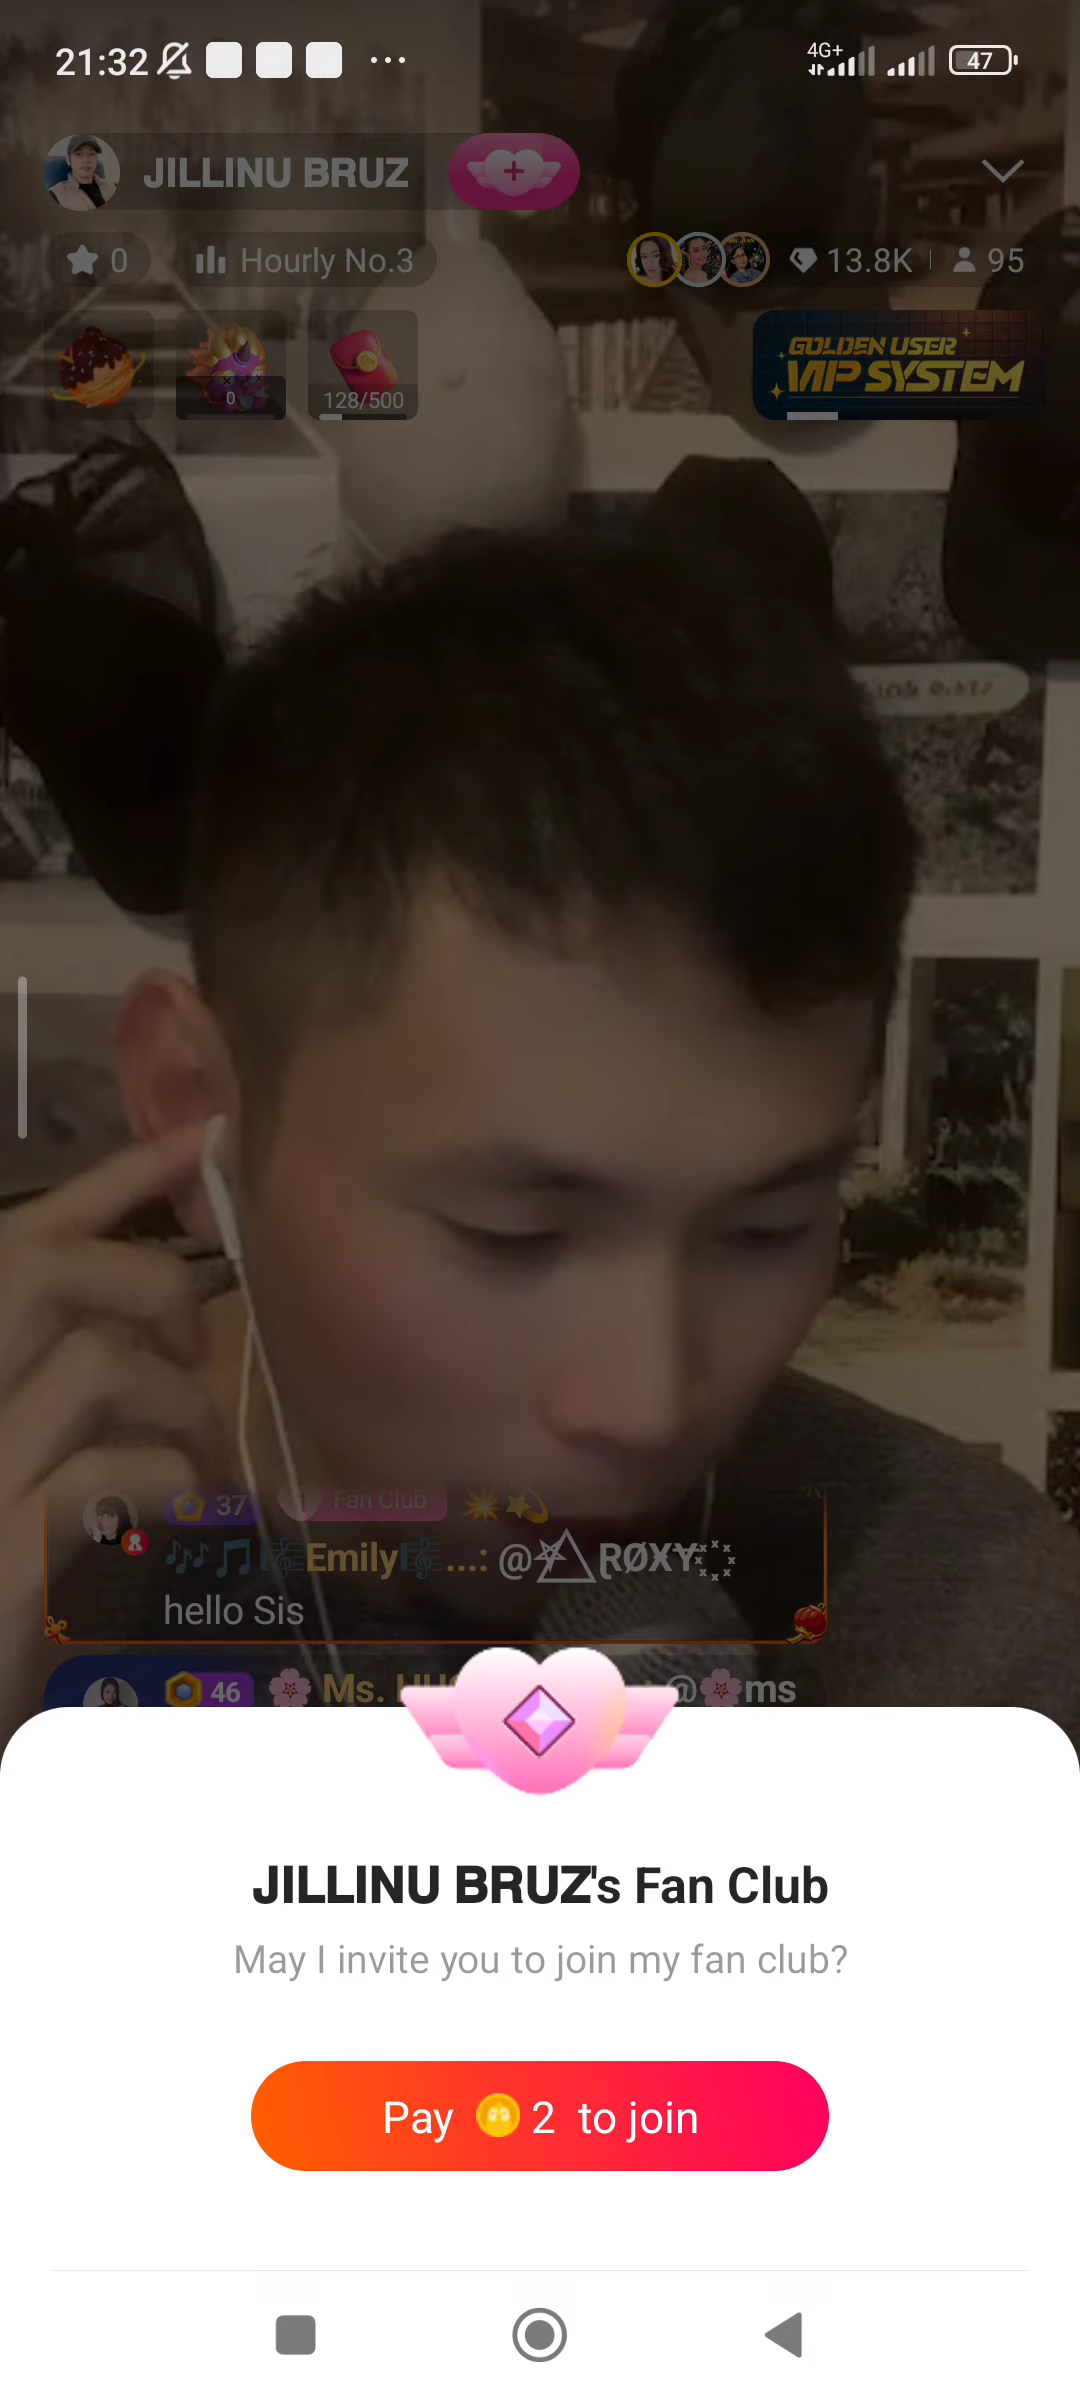 21:32
4G+
47
JILLINU BRUZ
0
Hourly No.3
13.8K
95
0
128/500
GOLDEN USER
VIP SYSTEM
37
1 Fan Club
Emily ...: @ ROXY
hello Sis
46
Ms.
: @🌸ms
JILLINU BRUZ's Fan Club
May I invite you to join my fan club?
Pay 2 to join